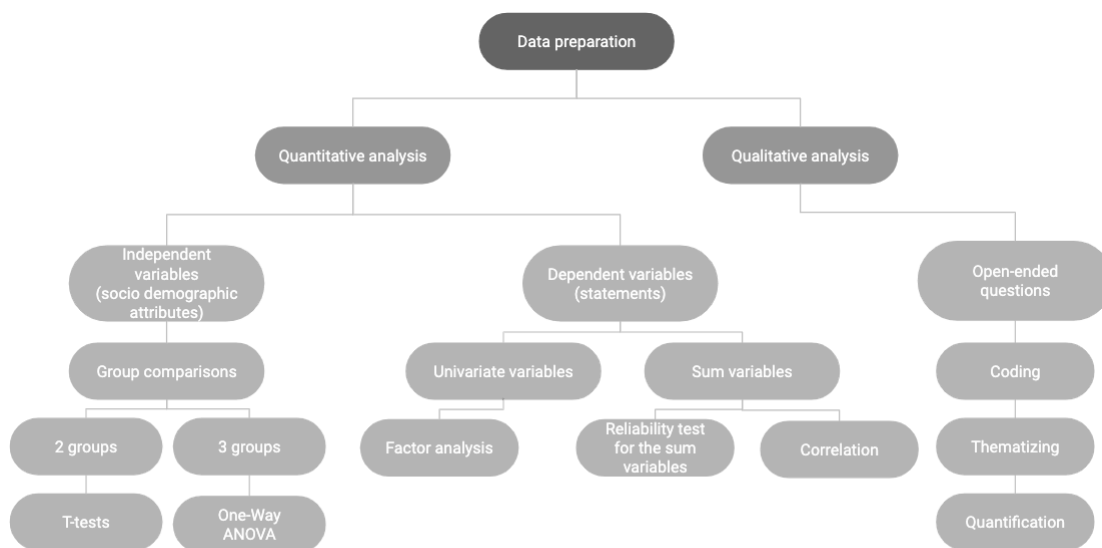 Data preparation
Quantitative analysis
Qualitative analysis
Independent
variables
(socio demographic
attributes)
Dependent variables
(statements)
Open-ended
questions
Group comparisons
Univariate variables
Sum variables
Coding
2 groups
3 groups
Factor analysis
Reliability test
for the sum
variables
Correlation
Thematizing
T-tests
One-Way
ANOVA
Quantification